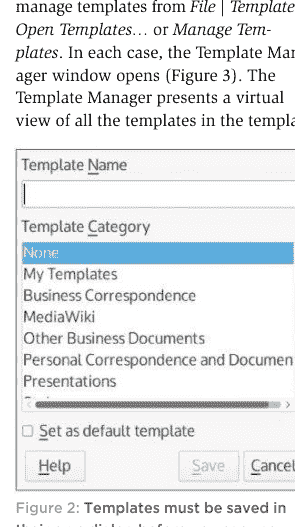 manage templates from File | Template
Open Templates… or Manage Tem-
plates. In each case, the Template Man
ager window opens (Figure 3). The
Template Manager presents a virtual
view of all the templates in the templa
Template Name
Template Category
None
My Templates
Business Correspondence
MediaWiki
Other Business Documents
Personal Correspondence and Documen
Presentations
Set as default template
Help Save Cancel
Figure 2: Templates must be saved in